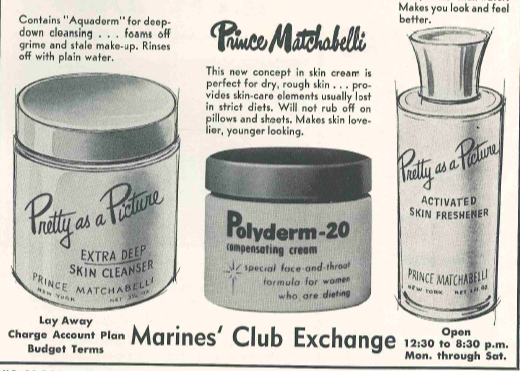 Contains "Aquaderm" for deep-
down cleansing . . . foams off
grime and stale make-up. Rinses
off with plain water.
Prince Matchabelli
This new concept in skin cream is
perfect for dry, rough skin . . . pro-
vides skin-care elements usually lost
in strict diets. Will not rub off on
pillows and sheets. Makes skin love-
lier, younger looking.
Makes you look and feel
better.
Pretty as a Picture
EXTRA DEEP
SKIN CLEANSER
PRINCE MATCHABELLI
NEW YORK NET
Polyderm-20
compensating cream
special face-and-throat
formula for women
who are dieting
Pretty as a Picture
ACTIVATED
SKIN FRESHENER
PRINCE MATCHABELLI
NEW YORK NET
Lay Away
Charge Account Plan
Budget Terms
Marines' Club Exchange
Open
12:30 to 8:30 p.m.
Mon. through Sat.